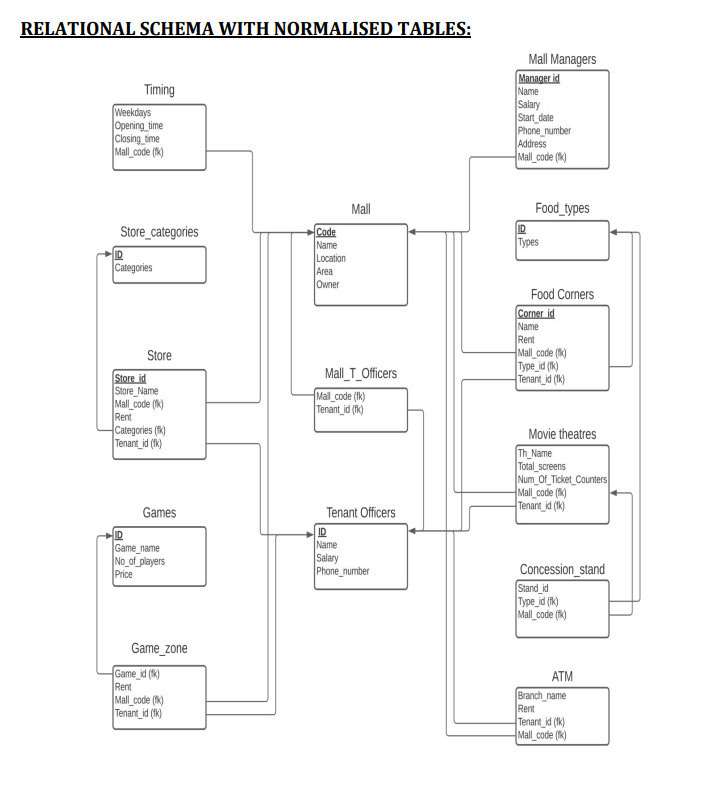 RELATIONAL SCHEMA WITH NORMALISED TABLES:
Mall Managers
Manager id
Name
Salary
Start_date
Phone_number
Address
Mall_code (fk)
Timing
Weekdays
Opening_time
Closing_time
Mall_code (fk)
Mall
Code
Name
Location
Area
Owner
Food_types
ID
Types
Store_categories
ID
Categories
Food Corners
Corner_id
Name
Rent
Mall_code (fk)
Type_id (fk)
Tenant_id (fk)
Store
Store_id
Store_Name
Mall_code (fk)
Rent
Categories (fk)
Tenant_id (fk)
Mall_T_Officers
Mall_code (fk)
Tenant_id (fk)
Movie theatres
Th_Name
Total_screens
Num_Of_Ticket_Counters
Mall_code (fk)
Tenant_id (fk)
Games
ID
Game_name
No_of_players
Price
Tenant Officers
ID
Name
Salary
Phone_number
Concession_stand
Stand_id
Type_id (fk)
Mall_code (fk)
Game_zone
Game_id (fk)
Rent
Mall_code (fk)
Tenant_id (fk)
ATM
Branch_name
Rent
Tenant_id (fk)
Mall_code (fk)